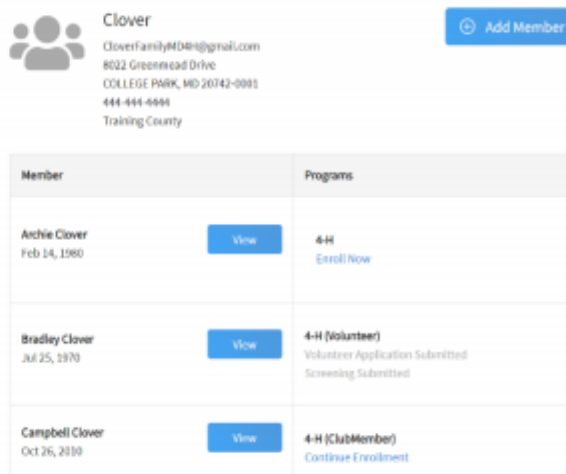 Clover
Add Member
CloverFamilyMD4H@gmail.com
8022 Greenmead Drive
COLLEGE PARK, MD 20742-0001
444-444-4444
Training County
Member
Programs
Archie Clover
View
4-H
Feb 14, 1980
Enroll Now
Bradley Clover
View
4-H (Volunteer)
Jul 25, 1970
Volunteer Application Submitted
Screening Submitted
Campbell Clover
View
4-H (ClubMember)
Oct 26, 2010
Continue Enrollment